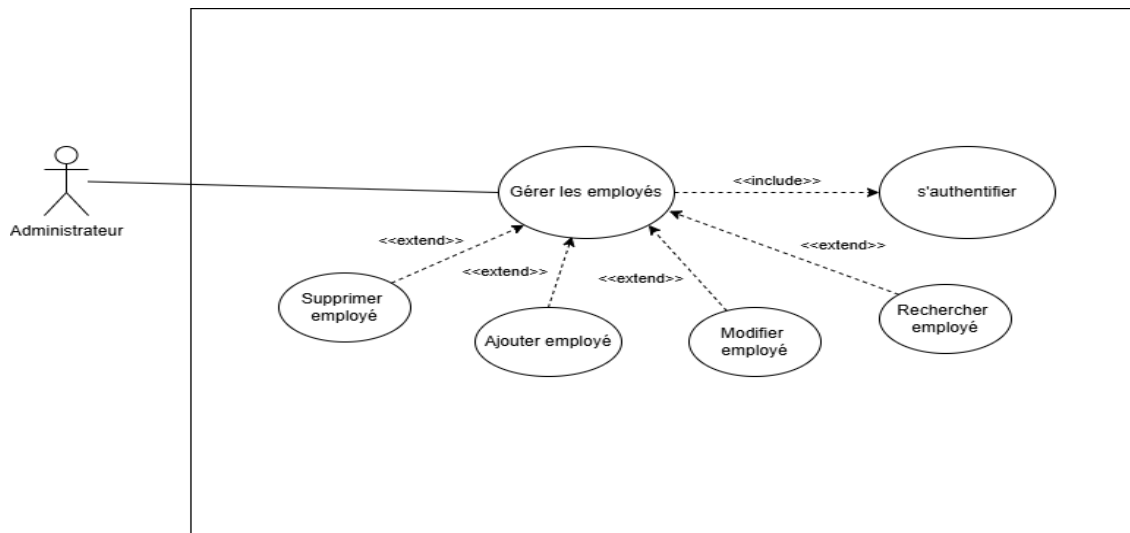 Administrateur
Gérer les employés
<<include>>
s'authentifier
<<extend>>
<<extend>>
<<extend>>
<<extend>>
Supprimer
employé
Ajouter employé
Modifier
employé
Rechercher
employé